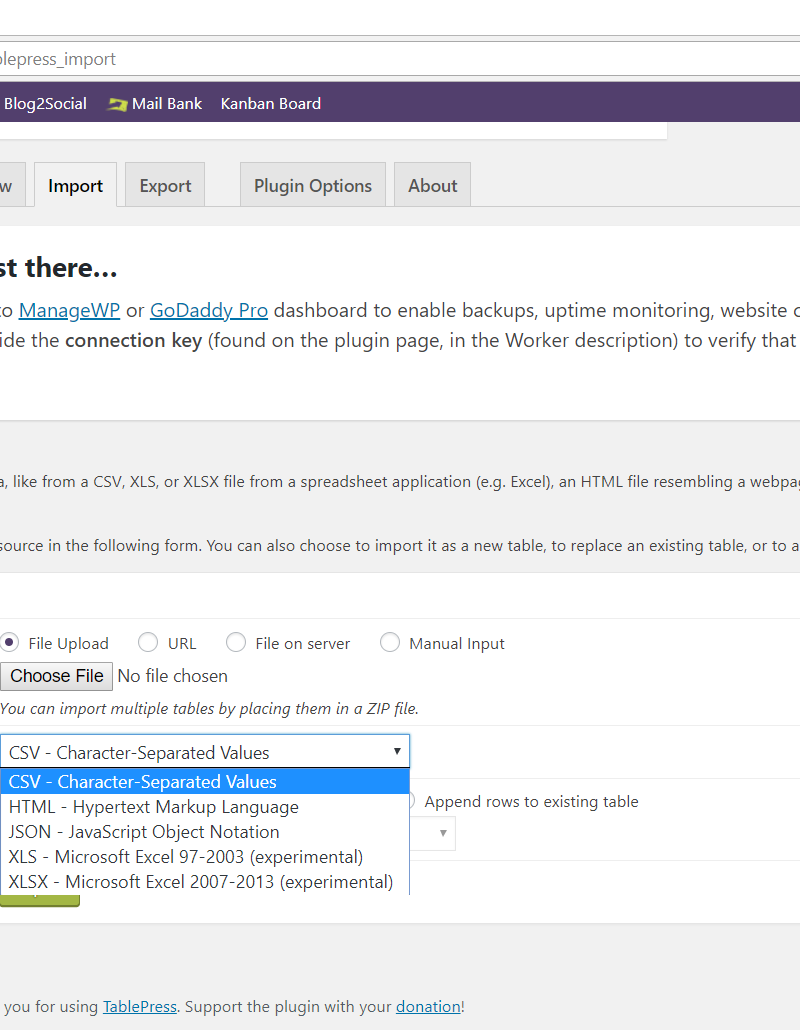 blepress_import
Blog2Social Mail Bank Kanban Board
w Import Export Plugin Options About
st there...
to ManageWP or GoDaddy Pro dashboard to enable backups, uptime monitoring, website c
ide the connection key (found on the plugin page, in the Worker description) to verify that
a, like from a CSV, XLS, or XLSX file from a spreadsheet application (e.g. Excel), an HTML file resembling a webpag
source in the following form. You can also choose to import it as a new table, to replace an existing table, or to a
File Upload URL File on server Manual Input
Choose File No file chosen
You can import multiple tables by placing them in a ZIP file.
CSV - Character-Separated Values
CSV - Character-Separated Values
HTML - Hypertext Markup Language
Append rows to existing table
JSON - JavaScript Object Notation
XLS - Microsoft Excel 97-2003 (experimental)
XLSX - Microsoft Excel 2007-2013 (experimental)
you for using TablePress. Support the plugin with your donation!